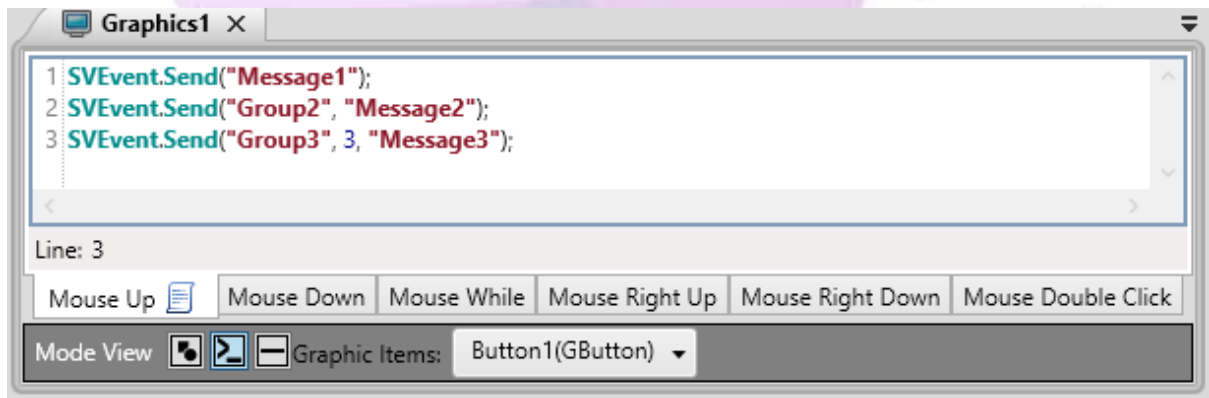 Graphics1
1 SVEvent.Send("Message1");
2 SVEvent.Send("Group2", "Message2");
3 SVEvent.Send("Group3", 3, "Message3");
Line: 3
Mouse Up Mouse Down Mouse While Mouse Right Up Mouse Right Down Mouse Double Click
Mode View Graphic Items: Button1(GButton)